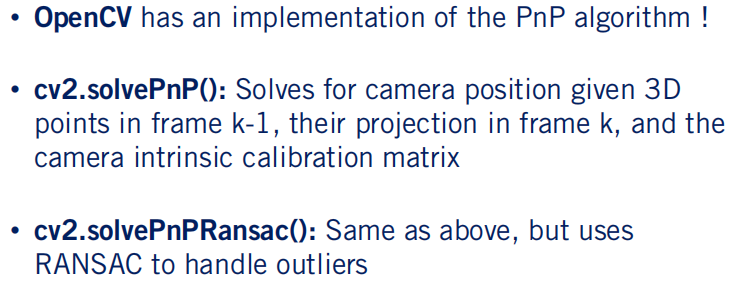 • OpenCV has an implementation of the PnP algorithm !
• cv2.solvePnP(): Solves for camera position given 3D
points in frame k-1, their projection in frame k, and the
camera intrinsic calibration matrix
• cv2.solvePnPRansac(): Same as above, but uses
RANSAC to handle outliers